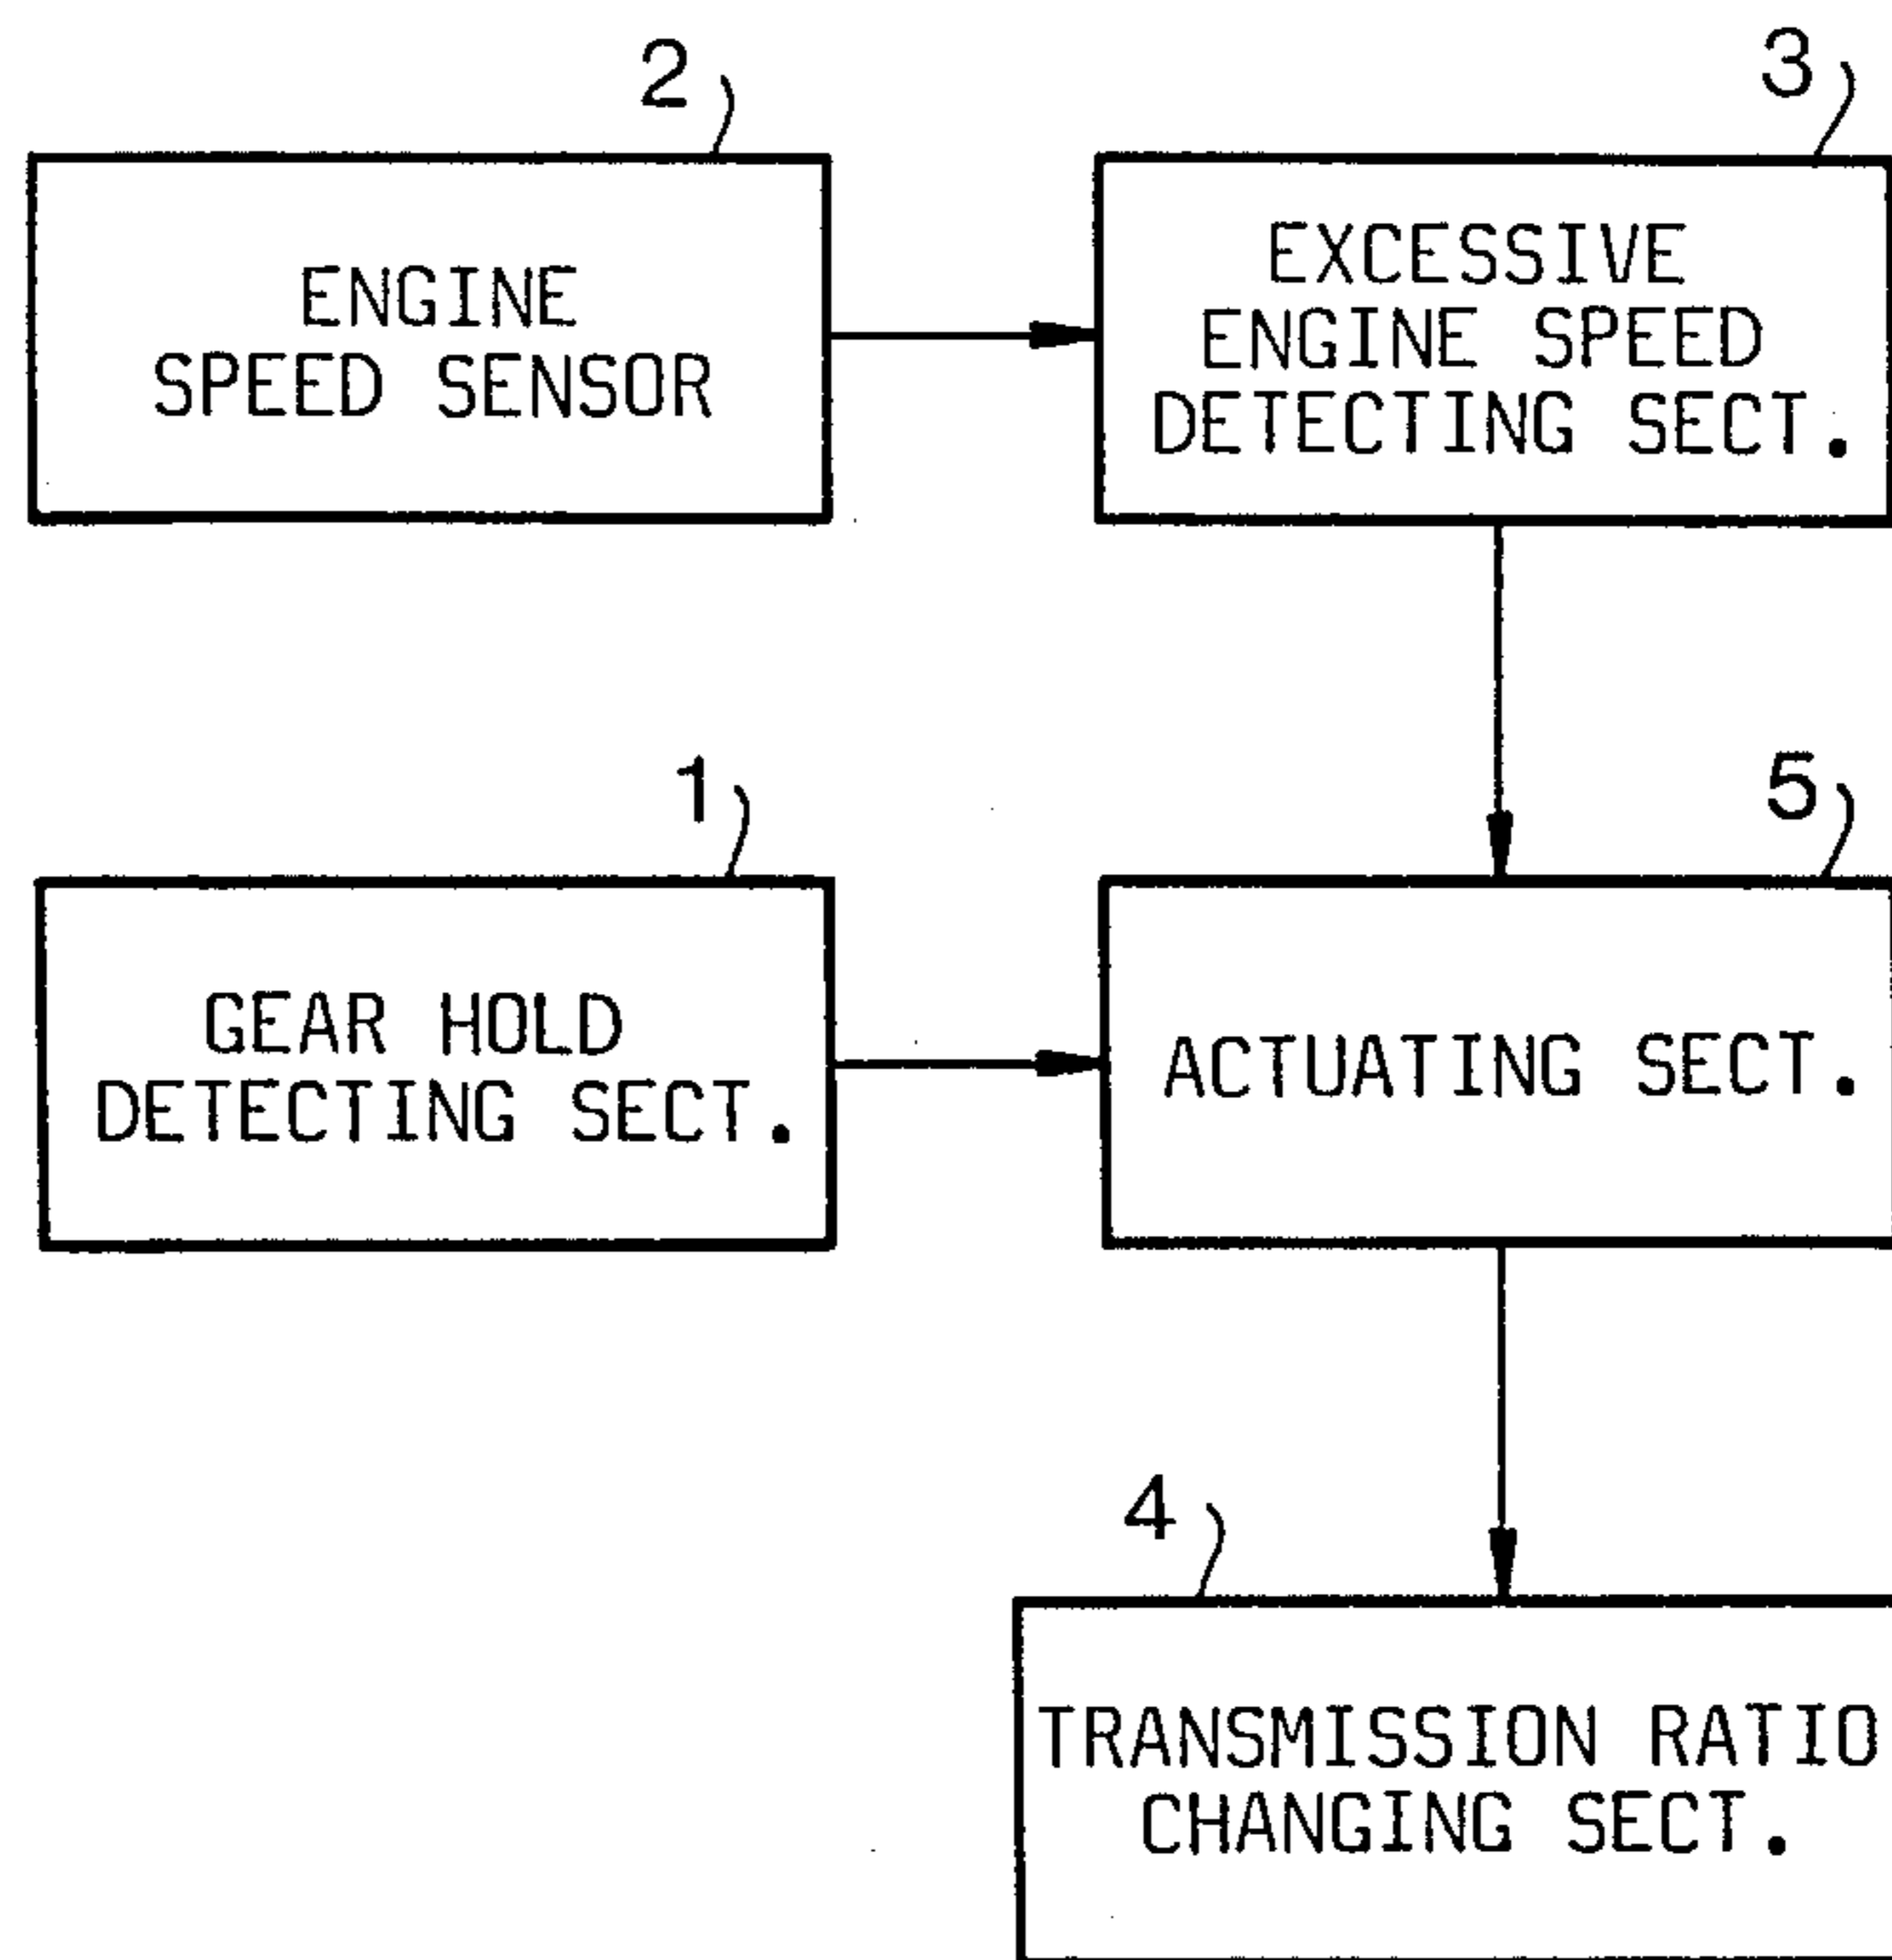 2
ENGINE
SPEED SENSOR
3
EXCESSIVE
ENGINE SPEED
DETECTING SECT.
1
GEAR HOLD
DETECTING SECT.
5
ACTUATING SECT.
4
TRANSMISSION RATIO
CHANGING SECT.